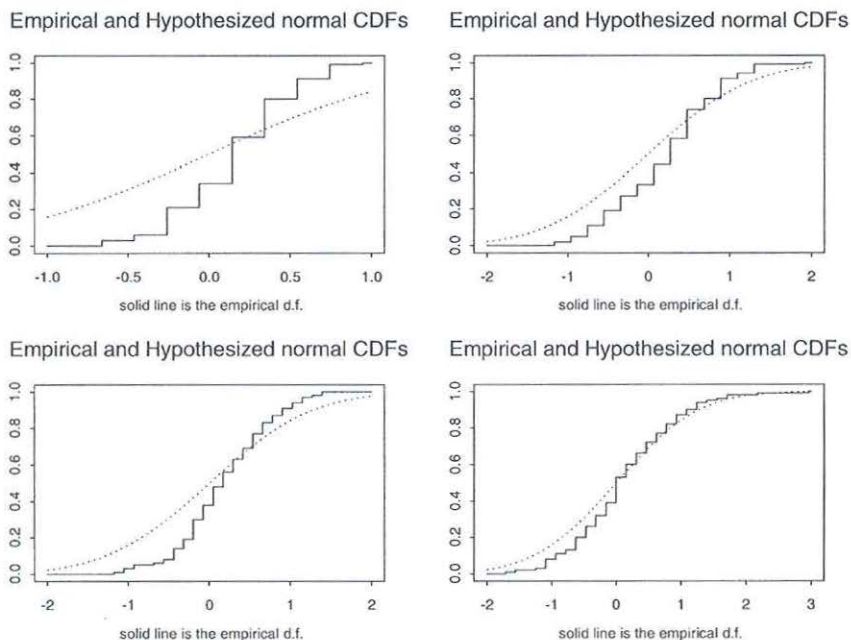 Empirical and Hypothesized normal CDFs
1.0
0.8
0.6
0.4
0.2
0.0
-1.0 -0.5 0.0 0.5 1.0
solid line is the empirical d.f.
Empirical and Hypothesized normal CDFs
1.0
0.8
0.6
0.4
0.2
0.0
-2 -1 0 1 2
solid line is the empirical d.f.
Empirical and Hypothesized normal CDFs
1.0
0.8
0.6
0.4
0.2
0.0
-2 -1 0 1 2
solid line is the empirical d.f.
Empirical and Hypothesized normal CDFs
1.0
0.8
0.6
0.4
0.2
0.0
-2 -1 0 1 2 3
solid line is the empirical d.f.